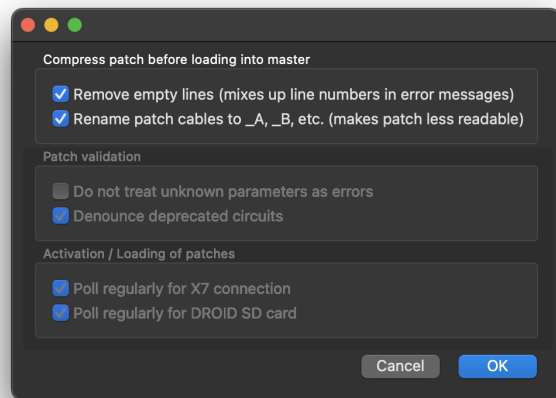 Compress patch before loading into master
Remove empty lines (mixes up line numbers in error messages)
Rename patch cables to _A, _B, etc. (makes patch less readable)
Patch validation
Do not treat unknown parameters as errors
Denounce deprecated circuits
Activation / Loading of patches
Poll regularly for X7 connection
Poll regularly for DROID SD card
Cancel OK